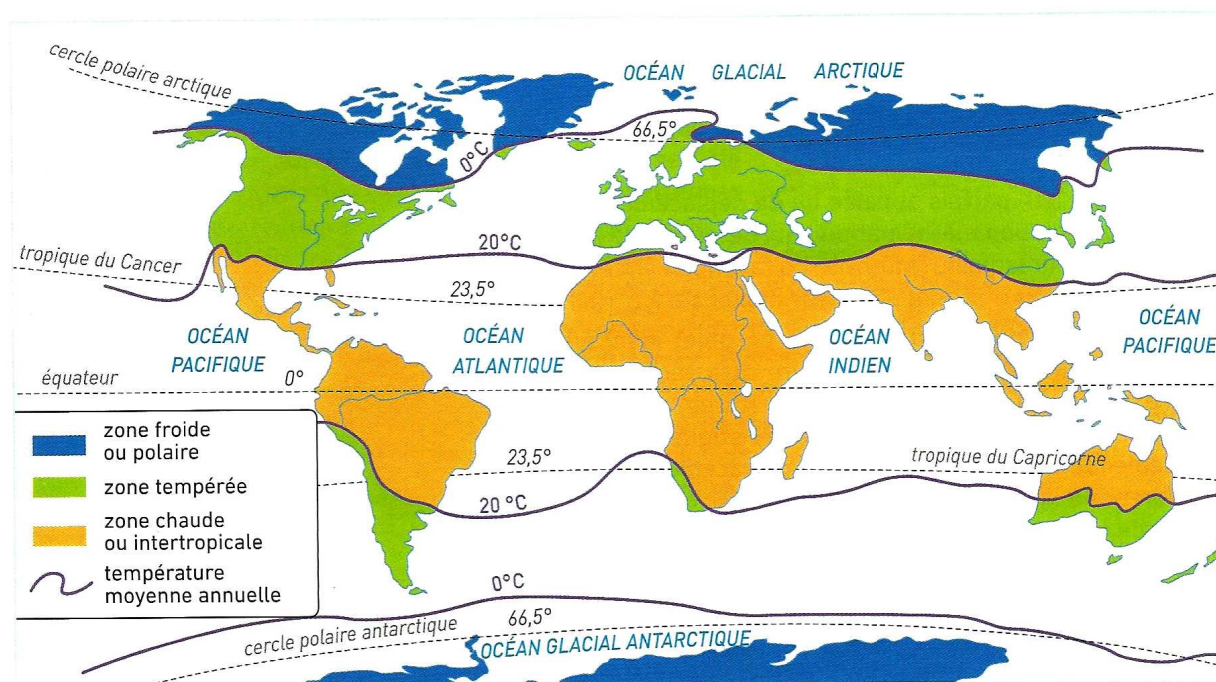 cercle polaire arctique
OCÉAN GLACIAL ARCTIQUE
66,5°
0°C
20°C
tropique du Cancer
23,5°
OCÉAN
PACIFIQUE
OCÉAN
ATLANTIQUE
OCÉAN
INDIEN
OCÉAN
PACIFIQUE
équateur
0°
zone froide
ou polaire
zone tempérée
zone chaude
ou intertropicale
température
moyenne annuelle
23,5°
tropique du Capricorne
20°C
0°C
66,5°
cercle polaire antarctique
OCÉAN GLACIAL ANTARCTIQUE